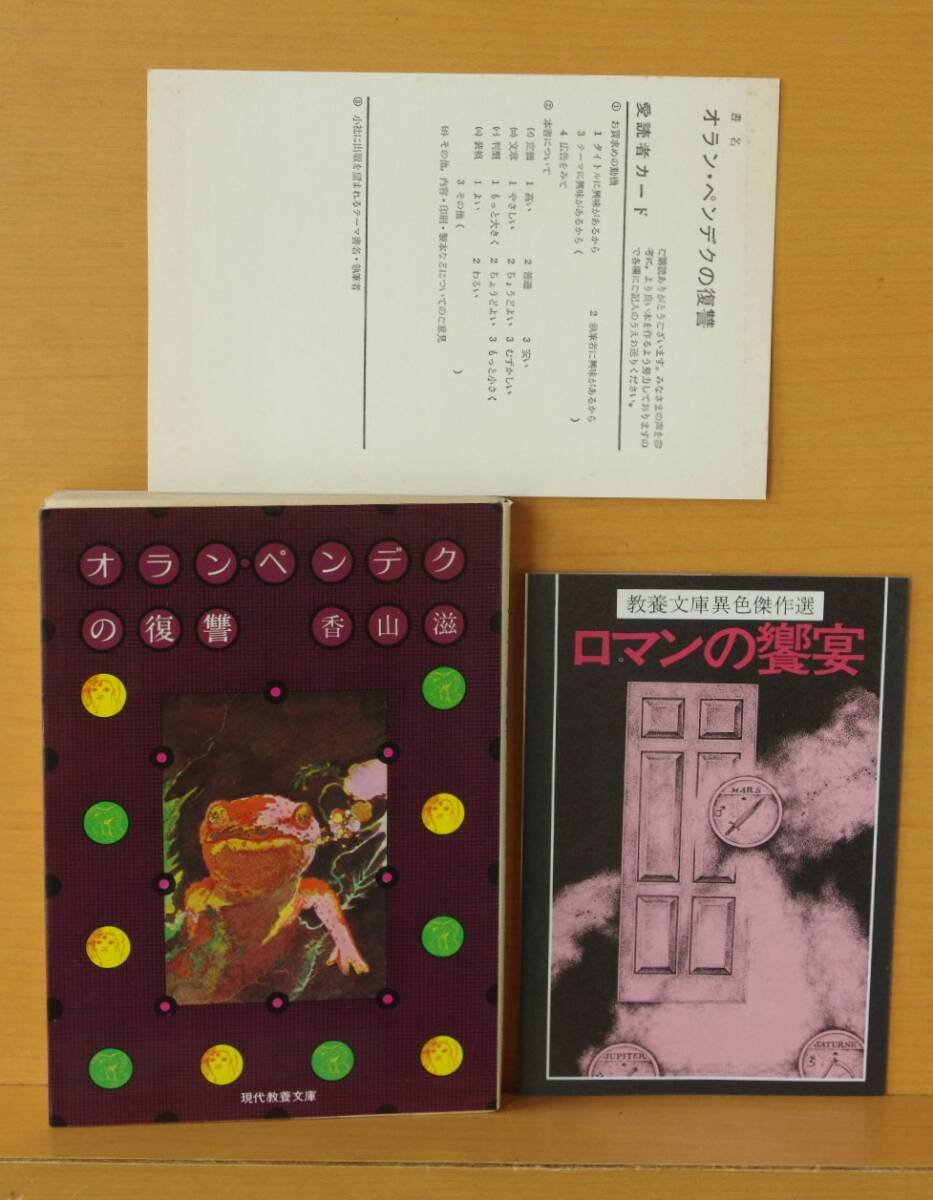 書名
オラン・ペンデクの復讐
愛読者カード
ご購読ありがとうございます。みなさまの声を参
考に、より良い本を作るよう努力しておりますの
で各欄にご記入のうえお送りください。
① お買求めの動機
1 タイトルに興味があるから 2 執筆者に興味があるから
3 テーマに興味があるから ( )
4 広告をみて
② 本書について
(イ) 定価 1 高い 2 普通 3 安い
(ロ) 文章 1 やさしい 2 ちょうどよい 3 むずかしい
(ハ) 判型 1 もっと大きく 2 ちょうどよい 3 もっと小さく
(ニ) 装幀 1 よい 2 わるい
3 その他 ( )
(ホ) その他,内容・印刷・製本などについてのご意見
③ 小社に出版を望まれるテーマ書名・執筆者
オラン・ペンデク
の復讐 香山滋
現代教養文庫
教養文庫異色傑作選
ロマンの饗宴
MARS
JUPITER
SATURNE